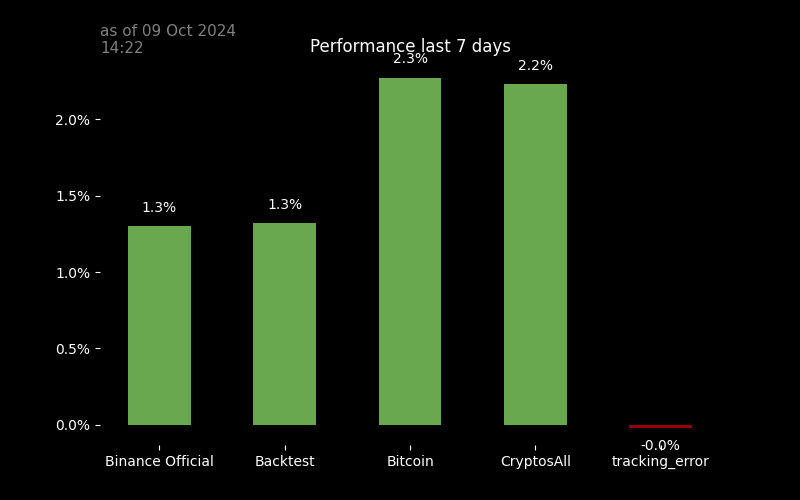 as of 09 Oct 2024
14:22
Performance last 7 days
2.3%
2.2%
2.0%
1.5%
1.3%
1.3%
1.0%
0.5%
0.0%
-0.0%
Binance Official
Backtest
Bitcoin
CryptosAll
tracking_error